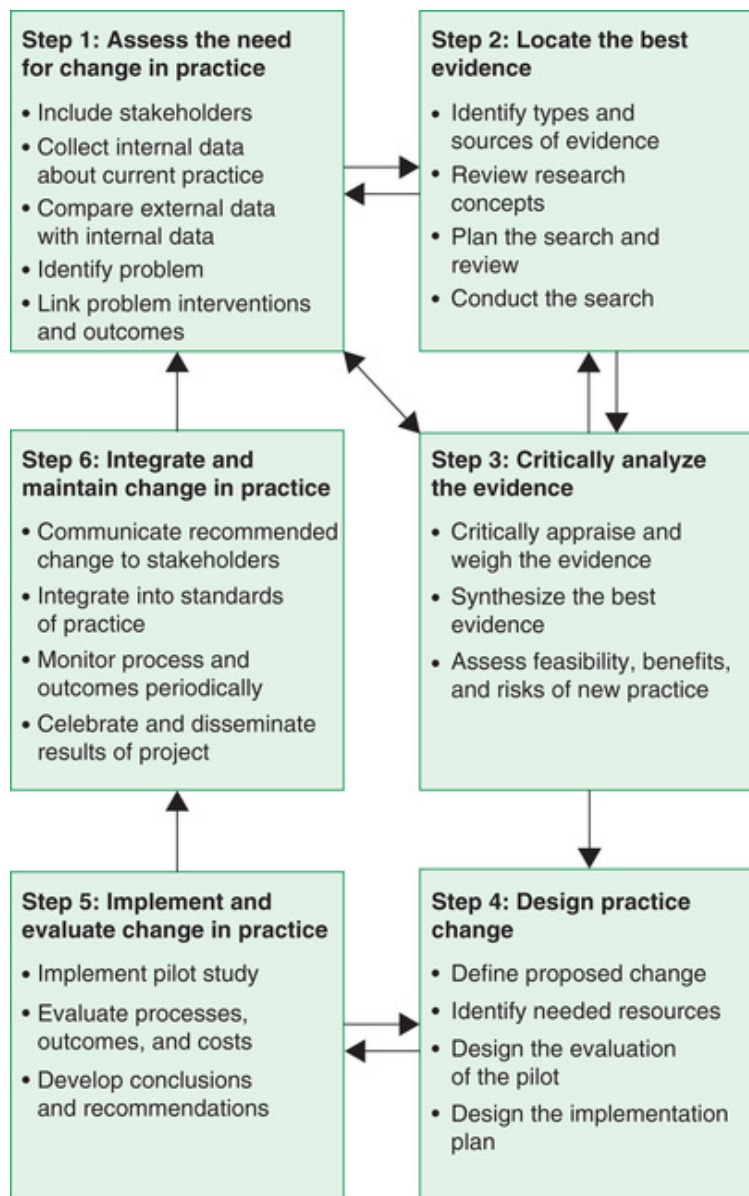 Step 1: Assess the need
for change in practice
• Include stakeholders
• Collect internal data
about current practice
• Compare external data
with internal data
• Identify problem
• Link problem interventions
and outcomes
Step 2: Locate the best
evidence
• Identify types and
sources of evidence
• Review research
concepts
• Plan the search and
review
• Conduct the search
Step 3: Critically analyze
the evidence
• Critically appraise and
weigh the evidence
• Synthesize the best
evidence
• Assess feasibility, benefits,
and risks of new practice
Step 4: Design practice
change
• Define proposed change
• Identify needed resources
• Design the evaluation
of the pilot
• Design the implementation
plan
Step 5: Implement and
evaluate change in practice
• Implement pilot study
• Evaluate processes,
outcomes, and costs
• Develop conclusions
and recommendations
Step 6: Integrate and
maintain change in practice
• Communicate recommended
change to stakeholders
• Integrate into standards
of practice
• Monitor process and
outcomes periodically
• Celebrate and disseminate
results of project